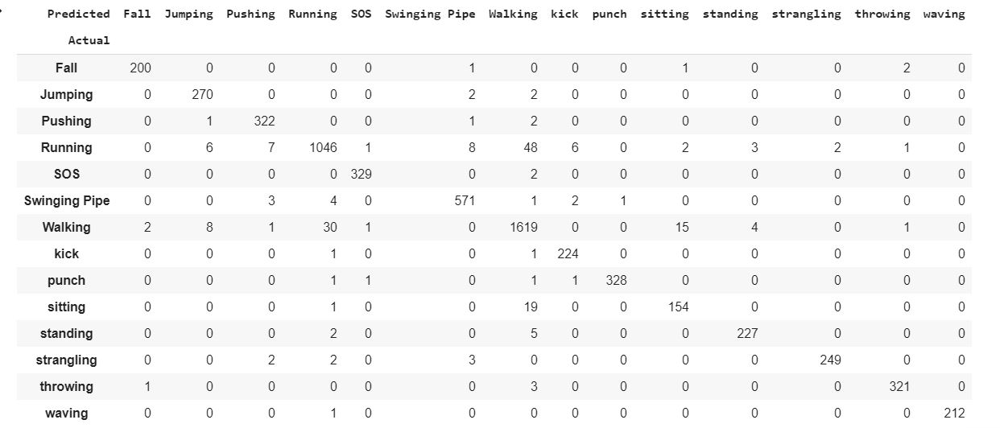 Predicted Fall Jumping Pushing Running SOS Swinging Pipe Walking kick punch sitting standing strangling throwing waving
Actual
Fall 200 0 0 0 0 1 0 0 0 1 0 0 2 0
Jumping 0 270 0 0 0 2 2 0 0 0 0 0 0 0
Pushing 0 1 322 0 0 1 2 0 0 0 0 0 0 0
Running 0 6 7 1046 1 8 48 6 0 2 3 2 1 0
SOS 0 0 0 0 329 0 2 0 0 0 0 0 0 0
Swinging Pipe 0 0 3 4 0 571 1 2 1 0 0 0 0 0
Walking 2 8 1 30 1 0 1619 0 0 15 4 0 1 0
kick 0 0 0 1 0 0 1 224 0 0 0 0 0 0
punch 0 0 0 1 1 0 1 1 328 0 0 0 0 0
sitting 0 0 0 1 0 0 19 0 0 154 0 0 0 0
standing 0 0 0 2 0 0 5 0 0 0 227 0 0 0
strangling 0 0 2 2 0 3 0 0 0 0 0 249 0 0
throwing 1 0 0 0 0 0 3 0 0 0 0 0 321 0
waving 0 0 0 1 0 0 0 0 0 0 0 0 0 212